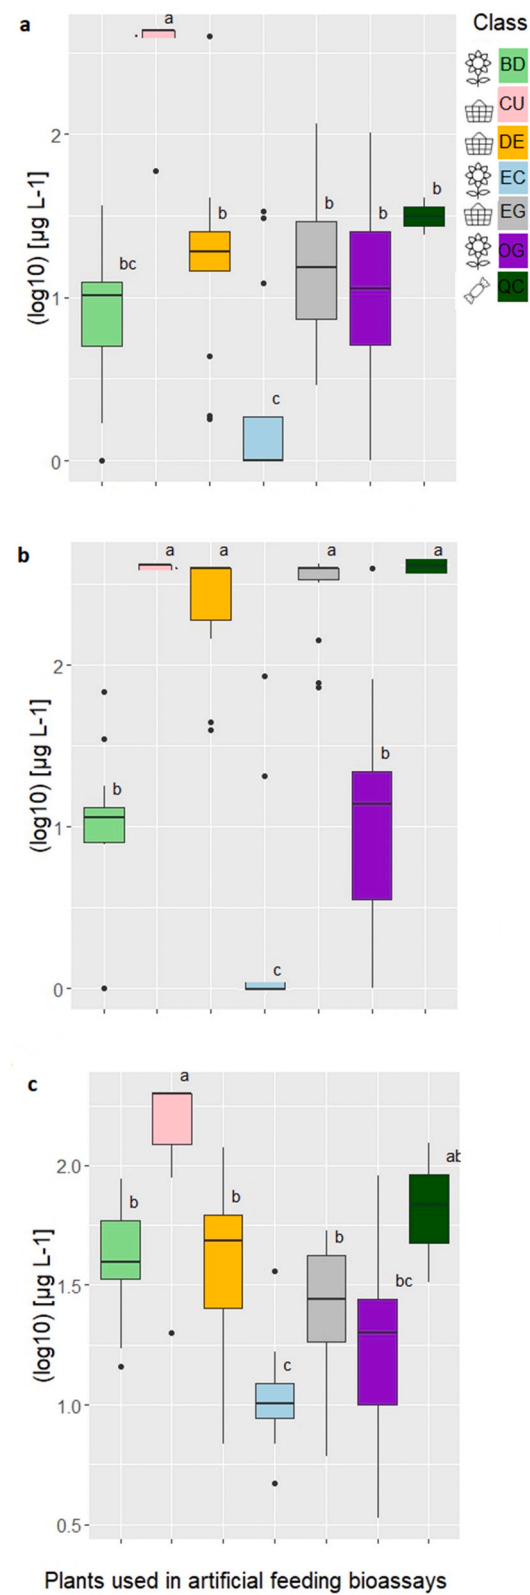 a
Class
BD
CU
DE
EC
EG
OG
QC
(log10) [µg L-1]
2
1
0
bc
a
b
c
b
b
b
b
(log10) [µg L-1]
2
1
0
b
a
a
c
a
b
a
c
(log10) [µg L-1]
2.0
1.5
1.0
0.5
b
a
b
c
b
bc
ab
Plants used in artificial feeding bioassays